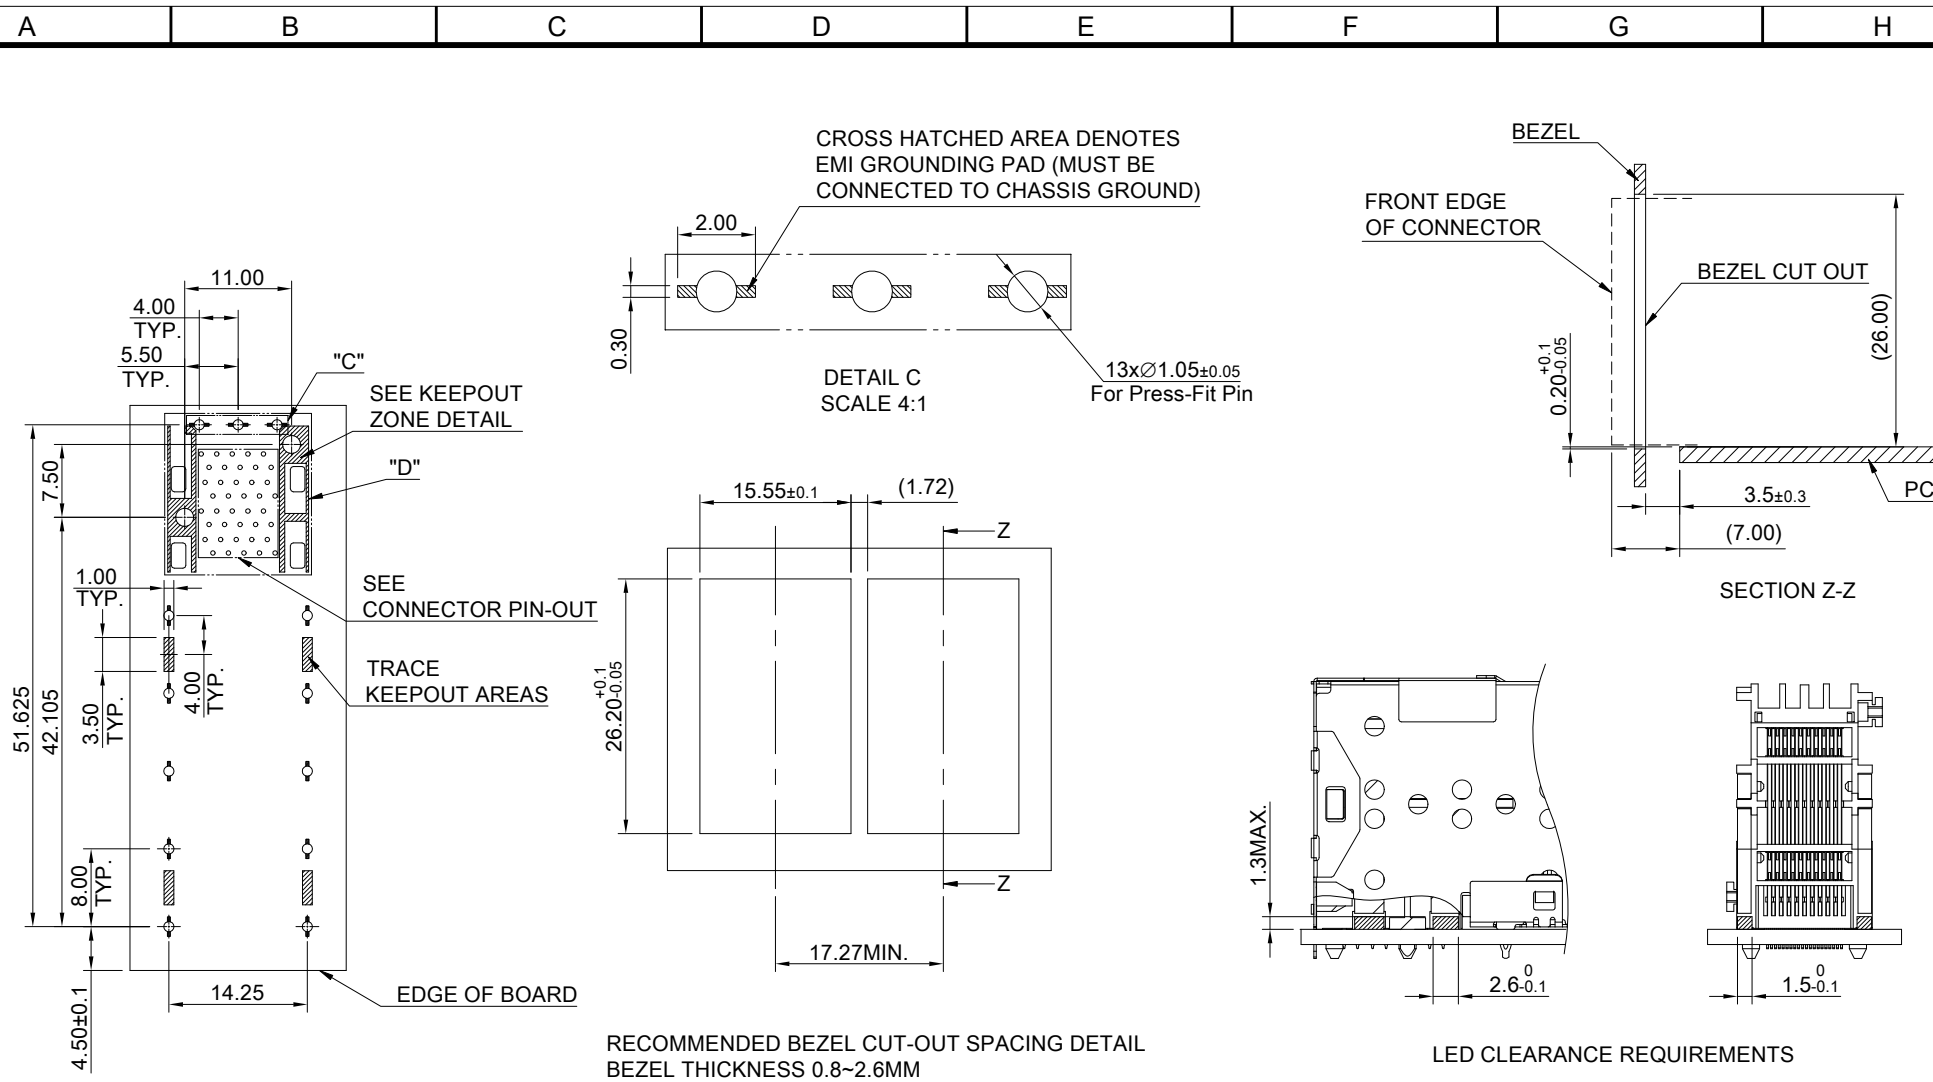 A B C D E F G H
CROSS HATCHED AREA DENOTES
EMI GROUNDING PAD (MUST BE
CONNECTED TO CHASSIS GROUND)
2.00
0.30
13x∅1.05±0.05
For Press-Fit Pin
DETAIL C
SCALE 4:1
BEZEL
FRONT EDGE
OF CONNECTOR
BEZEL CUT OUT
(26.00)
+0.1
0.20-0.05
PC
3.5±0.3
(7.00)
SECTION Z-Z
11.00
4.00
TYP.
5.50
TYP.
"C"
SEE KEEPOUT
ZONE DETAIL
"D"
7.50
1.00
TYP.
SEE
CONNECTOR PIN-OUT
TRACE
KEEPOUT AREAS
4.00
TYP.
3.50
TYP.
51.625
42.105
8.00
TYP.
14.25
4.50±0.1
EDGE OF BOARD
15.55±0.1
(1.72)
Z
+0.1
26.20-0.05
Z
17.27MIN.
RECOMMENDED BEZEL CUT-OUT SPACING DETAIL
BEZEL THICKNESS 0.8~2.6MM
1.3MAX.
0
2.6-0.1
0
1.5-0.1
LED CLEARANCE REQUIREMENTS